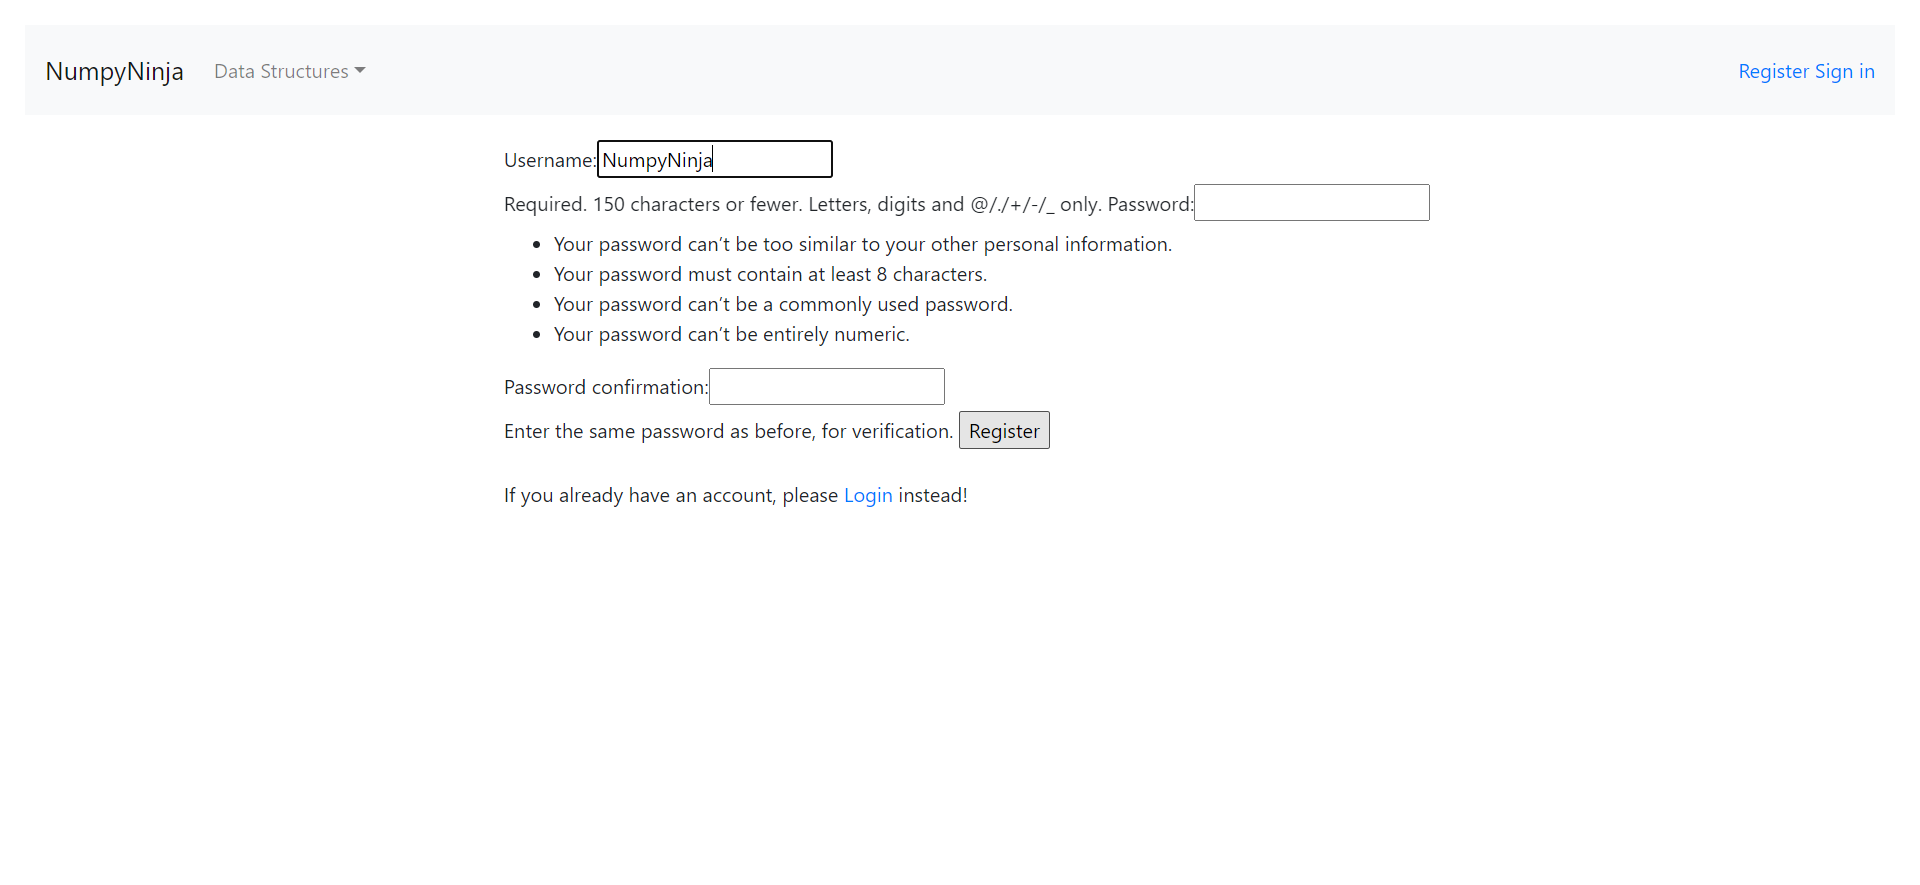 NumpyNinja Data Structures Register Sign in
Username: NumpyNinja
Required. 150 characters or fewer. Letters, digits and @/./+/-/_ only. Password:
Your password can’t be too similar to your other personal information.
Your password must contain at least 8 characters.
Your password can’t be a commonly used password.
Your password can’t be entirely numeric.
Password confirmation:
Enter the same password as before, for verification. Register
If you already have an account, please Login instead!